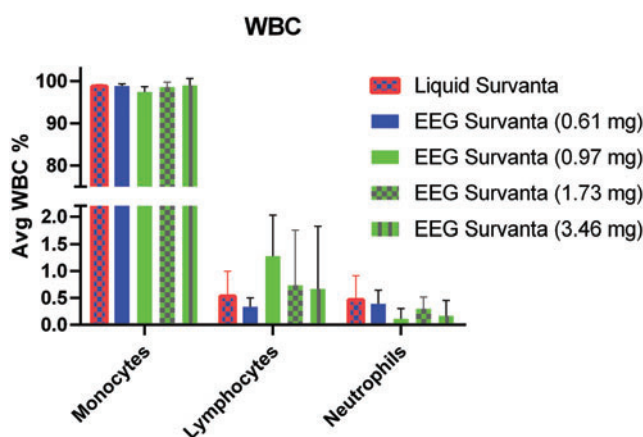 WBC
Avg WBC %
100
90
80
2.0
1.5
1.0
0.5
0.0
Monocytes
Lymphocytes
Neutrophils
Liquid Survanta
EEG Survanta (0.61 mg)
EEG Survanta (0.97 mg)
EEG Survanta (1.73 mg)
EEG Survanta (3.46 mg)